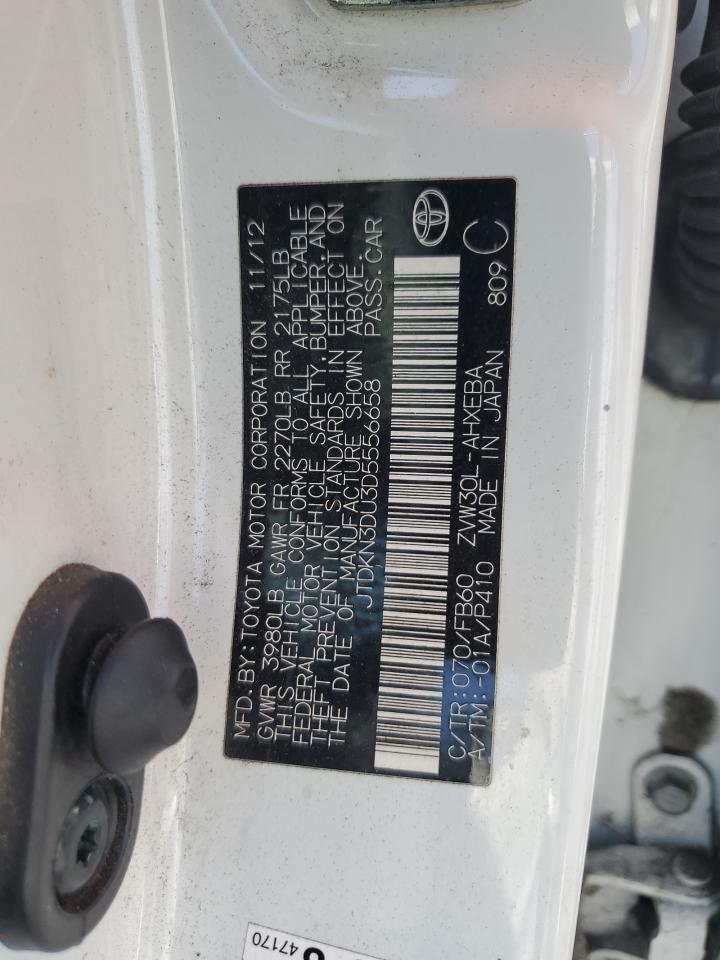 MFD.BY:TOYOTA MOTOR CORPORATION 11/12
GVWR 3980LB GAWR FR 2270LB RR 2175LB
THIS VEHICLE CONFORMS TO ALL APPLICABLE
FEDERAL MOTOR VEHICLE SAFETY,BUMPER,AND
THEFT PREVENTION STANDARDS IN EFFECT ON
THE DATE OF MANUFACTURE SHOWN ABOVE.
JTDKN3DU3D5556658 PASS.CAR
C/TR:070/FB60 ZVW30L-AHXEBA 809 C
A/TM:-01A/P410 MADE IN JAPAN
47170